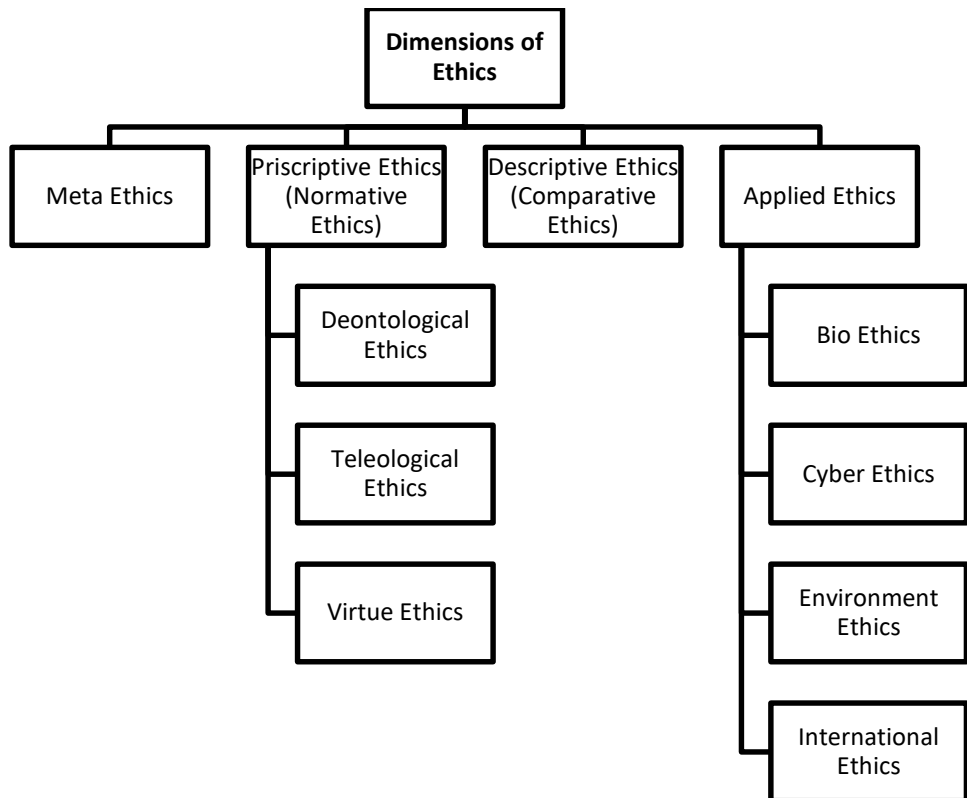 Dimensions of
Ethics
Meta Ethics
Priscriptive Ethics
(Normative
Ethics)
Descriptive Ethics
(Comparative
Ethics)
Applied Ethics
Deontological
Ethics
Teleological
Ethics
Virtue Ethics
Bio Ethics
Cyber Ethics
Environment
Ethics
International
Ethics